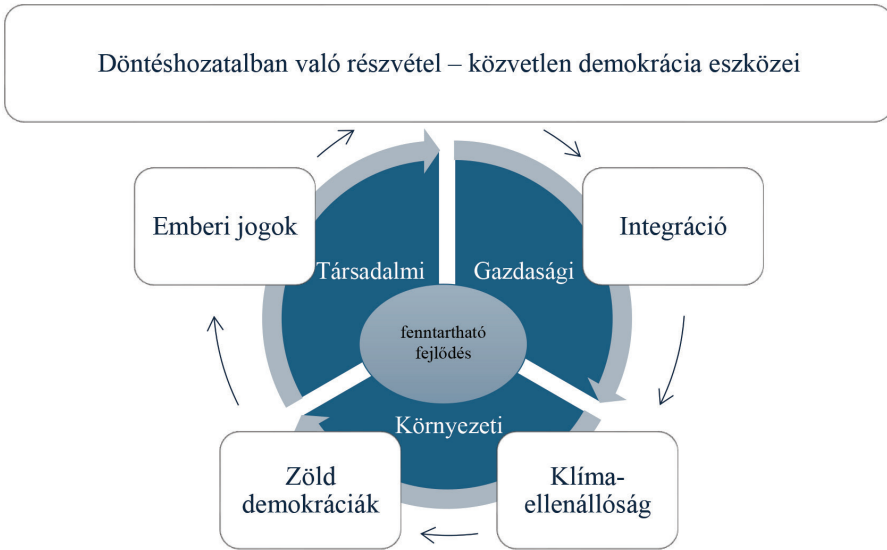 Döntéshozatalban való részvétel – közvetlen demokrácia eszközei
Emberi jogok
Integráció
Társadalmi
Gazdasági
fenntartható
fejlődés
Környezeti
Zöld
demokráciák
Klíma-
ellenállóság